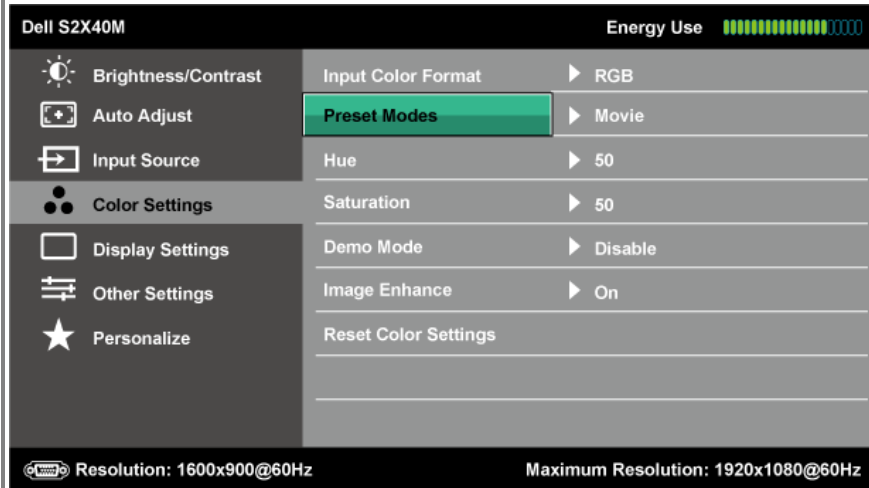 Dell S2X40M Energy Use
Brightness/Contrast Input Color Format RGB
Auto Adjust Preset Modes Movie
Input Source Hue 50
Color Settings Saturation 50
Display Settings Demo Mode Disable
Other Settings Image Enhance On
Personalize Reset Color Settings
Resolution: 1600x900@60Hz Maximum Resolution: 1920x1080@60Hz